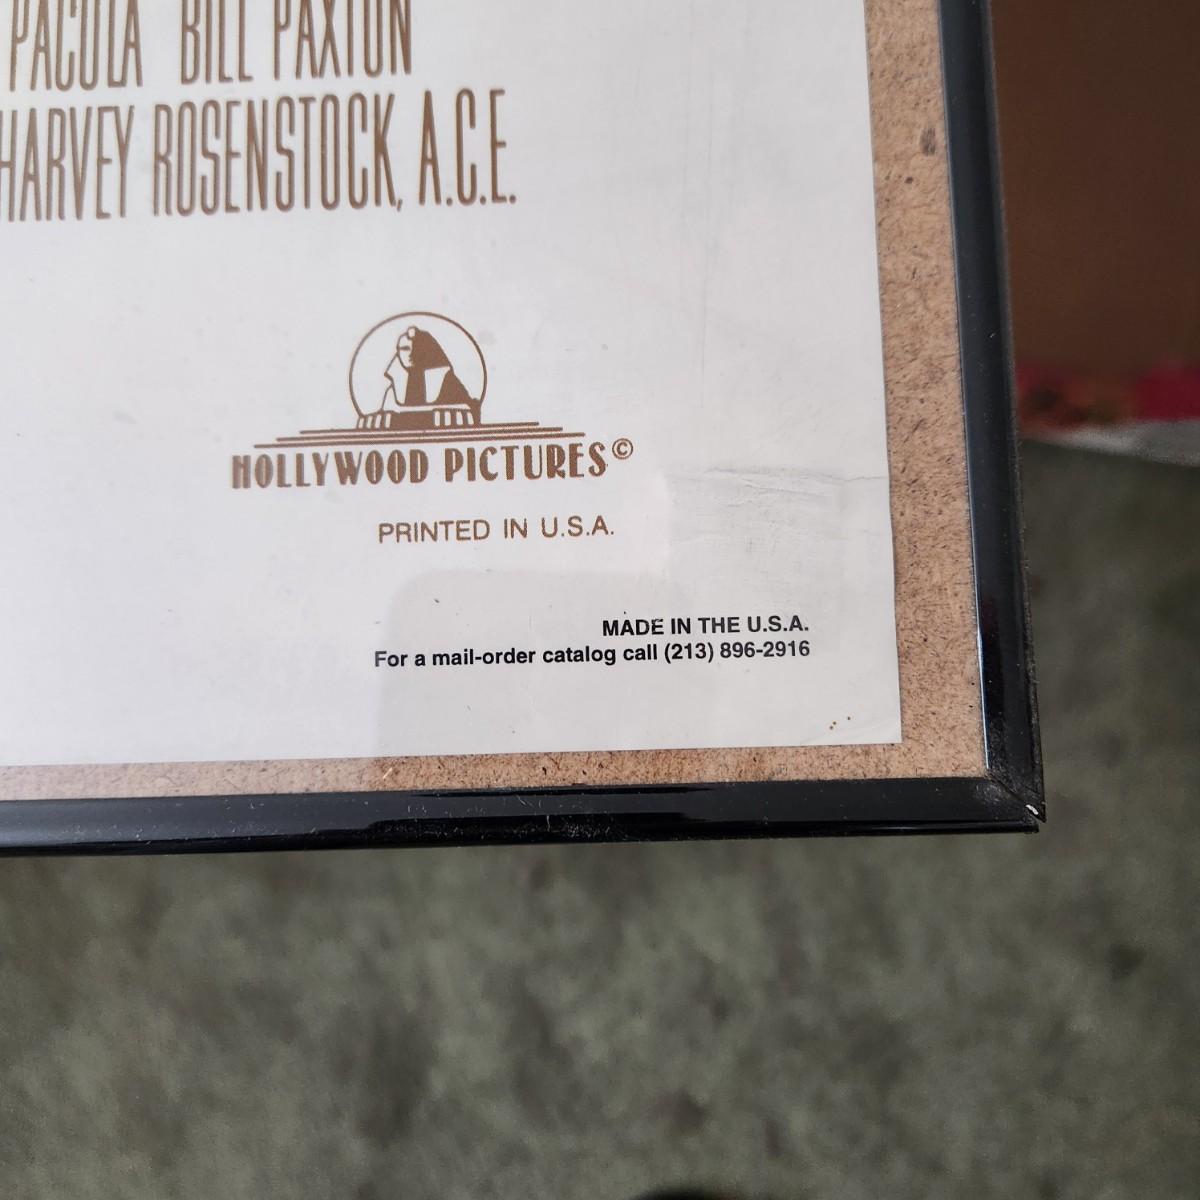 PACULA BILL PAXTON
HARVEY ROSENSTOCK, A.C.E.
HOLLYWOOD PICTURES©
PRINTED IN U.S.A.
MADE IN THE U.S.A.
For a mail-order catalog call (213) 896-2916